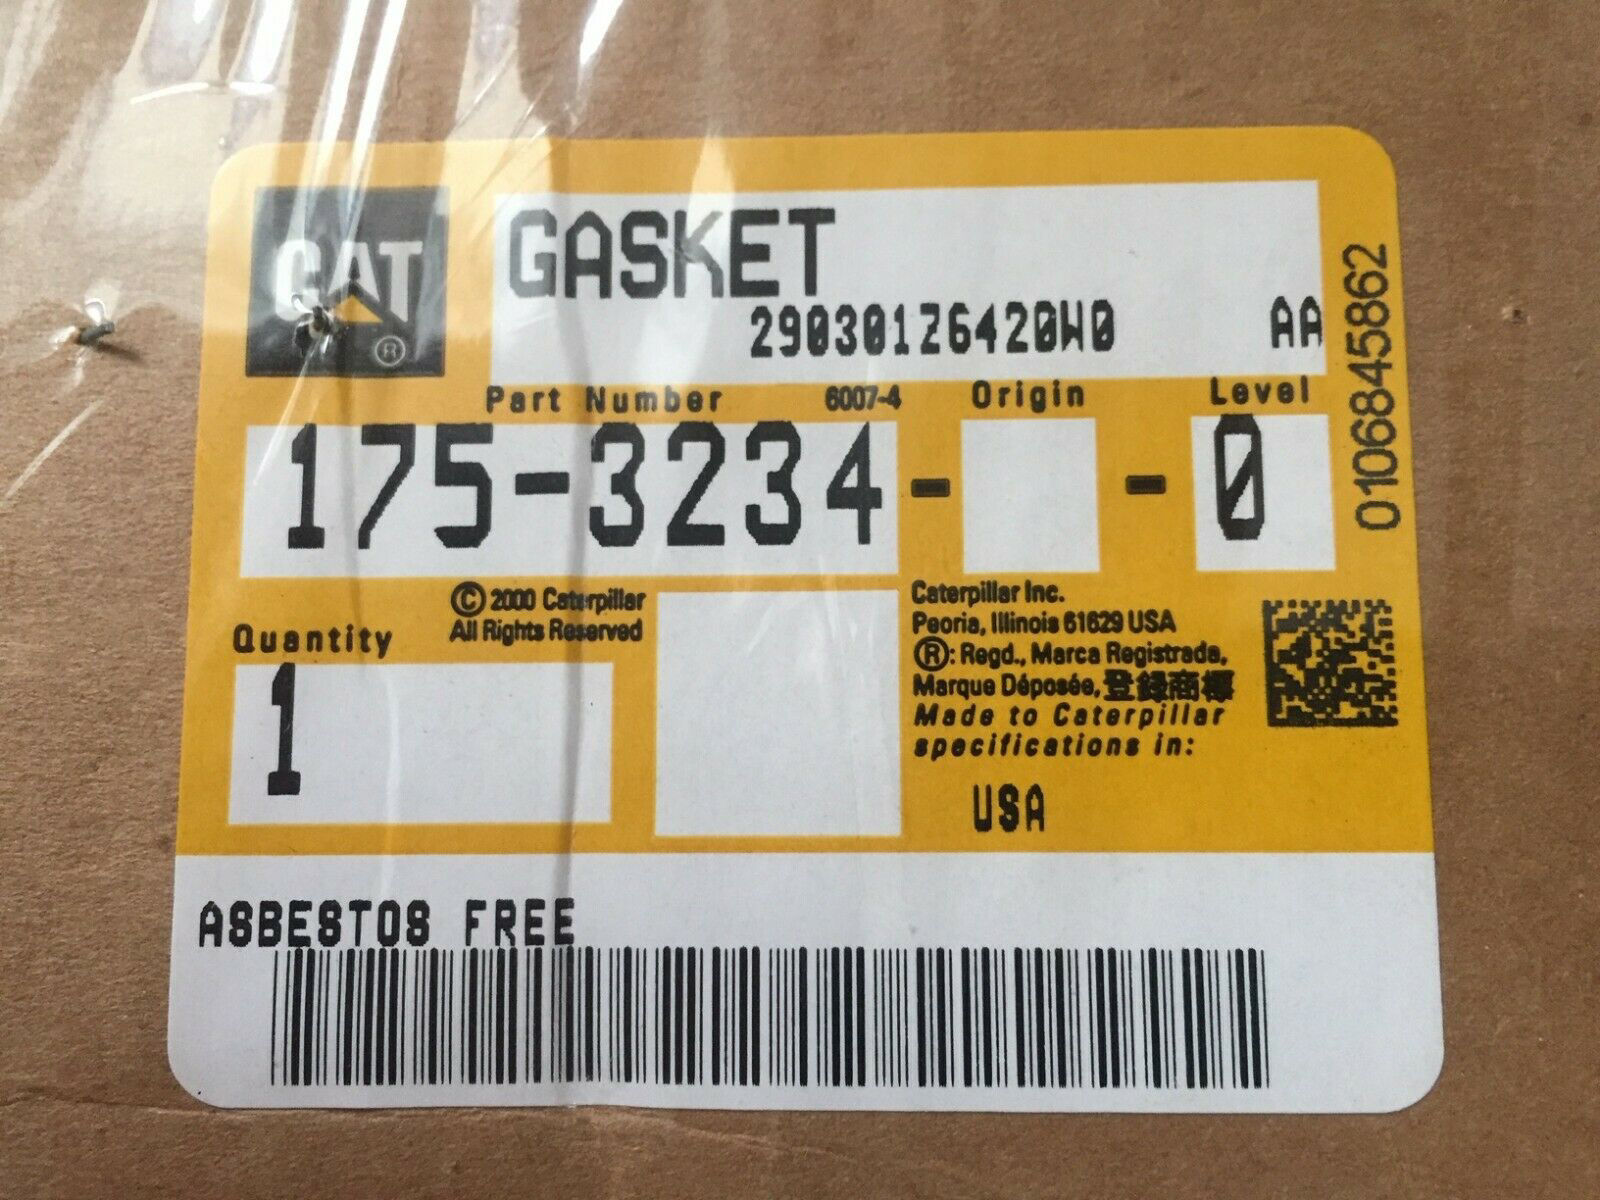 CAT
®
GASKET
290301Z6420W0 AA
Part Number 6007-4 Origin Level
175-3234- - 0
0106845862
© 2000 Caterpillar
All Rights Reserved
Quantity
1
Caterpillar Inc.
Peoria, Illinois 61629 USA
®: Regd., Marca Registrada,
Marque Déposée, 登録商標
Made to Caterpillar
specifications in:
USA
ASBESTOS FREE